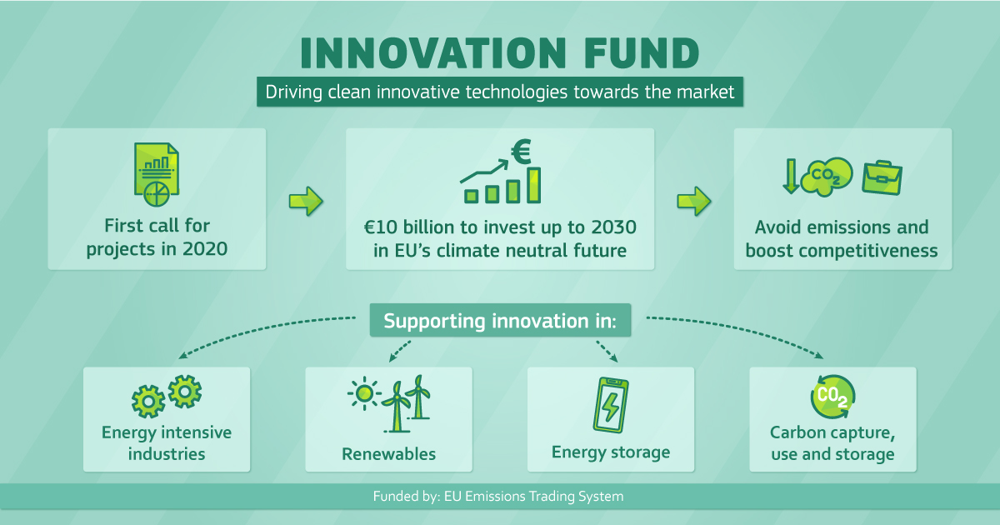 INNOVATION FUND
Driving clean innovative technologies towards the market
First call for
projects in 2020
€
€10 billion to invest up to 2030
in EU's climate neutral future
CO2
Avoid emissions and
boost competitiveness
Supporting innovation in:
Energy intensive
industries
Renewables
Energy storage
CO2
Carbon capture,
use and storage
Funded by: EU Emissions Trading System